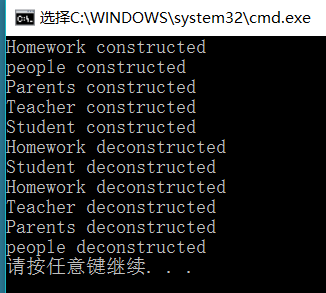 选择C:\WINDOWS\system32\cmd.exe
Homework constructed
people constructed
Parents constructed
Teacher constructed
Student constructed
Homework deconstructed
Student deconstructed
Homework deconstructed
Teacher deconstructed
Parents deconstructed
people deconstructed
请按任意键继续. . .